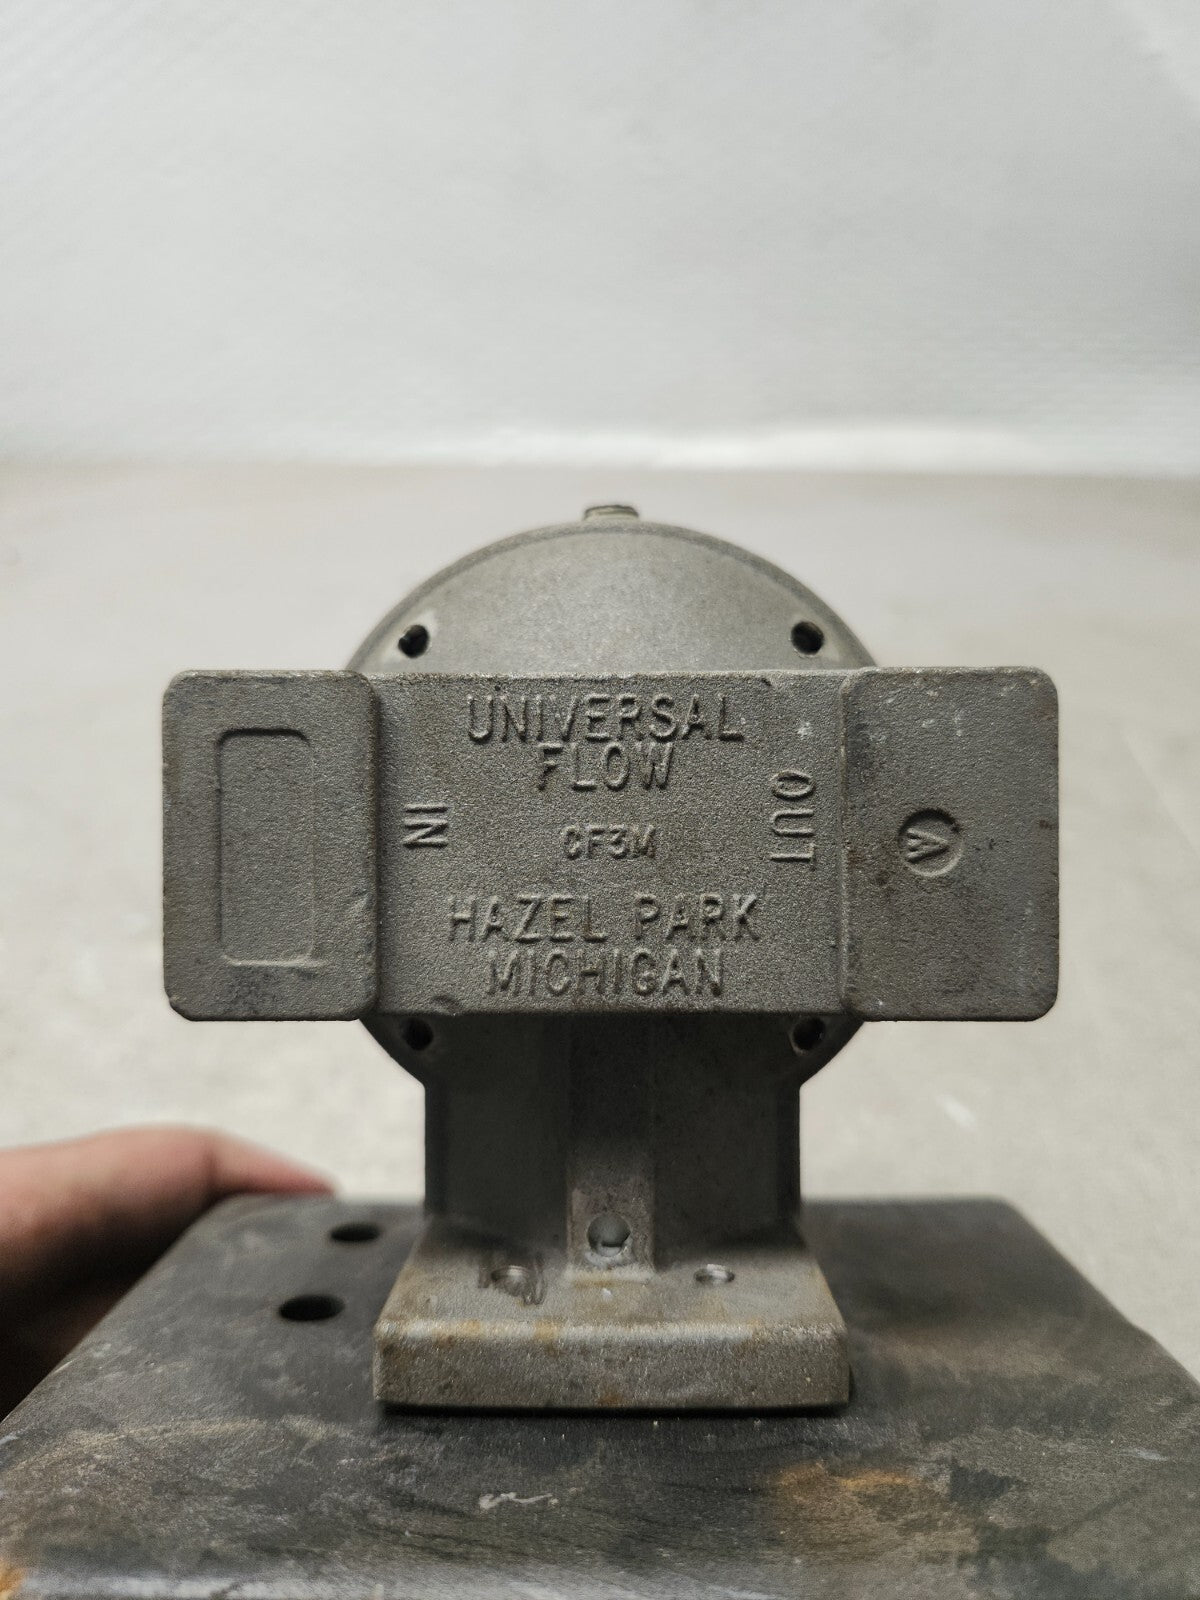 UNIVERSAL
FLOW
IN
OUT
CF3M
W
HAZEL PARK
MICHIGAN